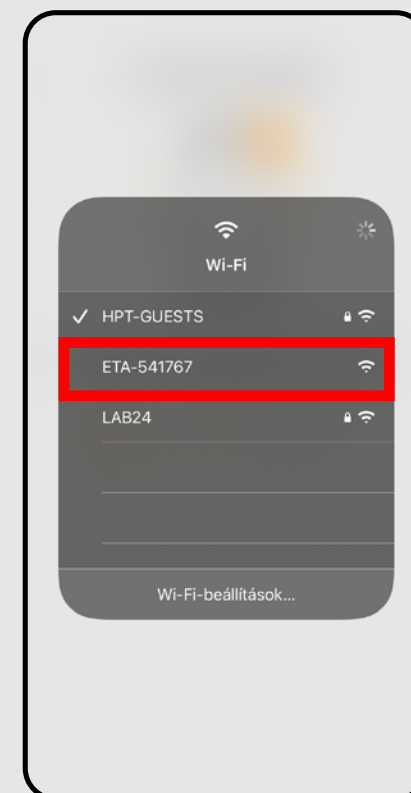 Wi-Fi
HPT-GUESTS
ETA-541767
LAB24
Wi-Fi-beállítások...